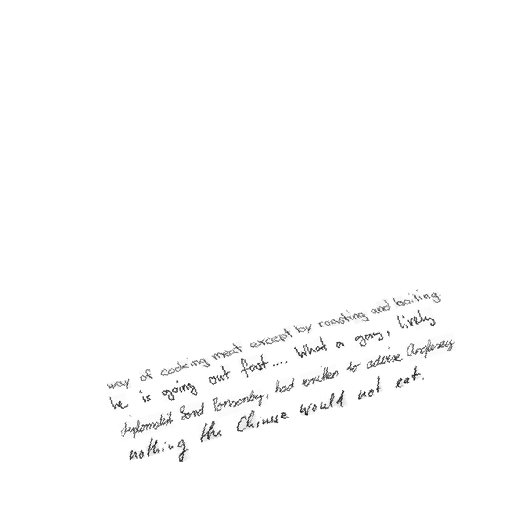 way of cooking meat except by roasting and boiling.
he is going out fast.... What a gay, lively
diplomatist Lord Ponsonby, had written to advise Anglesey
nothing the Chinese would not eat.